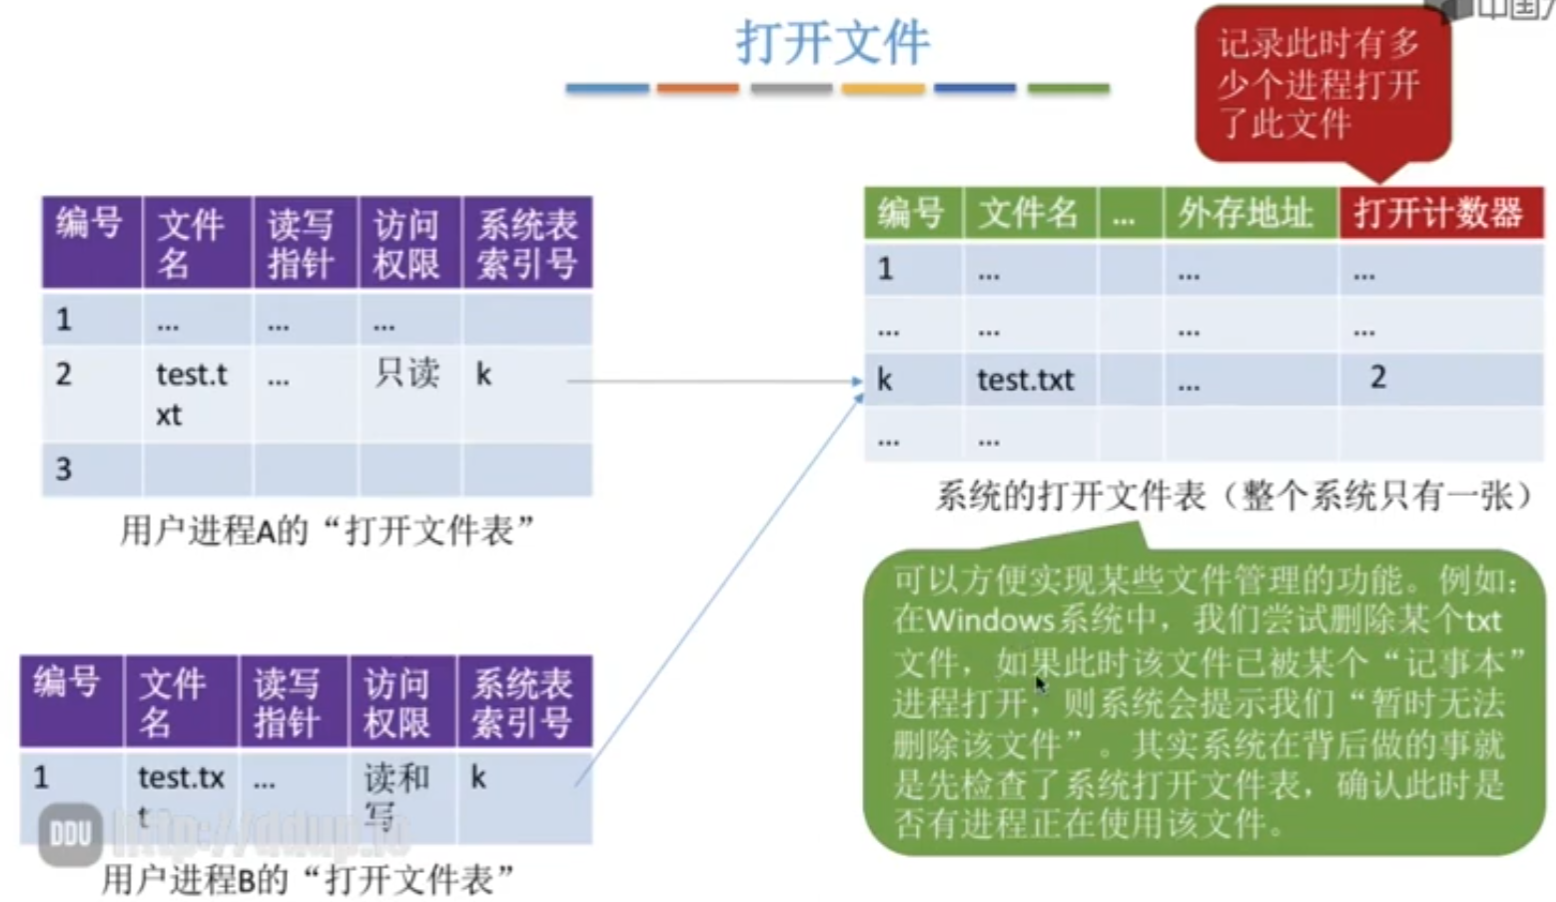 打开文件
中国
记录此时有多
少个进程打开
了此文件
编号 文件名 读写指针 访问权限 系统表索引号
1 ... ... ...
2 test.txt ... 只读 k
3
用户进程A的“打开文件表”
编号 文件名 读写指针 访问权限 系统表索引号
1 test.txt ... 读和写 k
用户进程B的“打开文件表”
编号 文件名 ... 外存地址 打开计数器
1 ... ... ...
... ... ... ...
k test.txt ... 2
... ...
系统的打开文件表（整个系统只有一张）
可以方便实现某些文件管理的功能。例如：
在Windows系统中，我们尝试删除某个txt
文件，如果此时该文件已被某个“记事本”
进程打开，则系统会提示我们“暂时无法
删除该文件”。其实系统在背后做的事就
是先检查了系统打开文件表，确认此时是
否有进程正在使用该文件。
DDU http://ddup.io